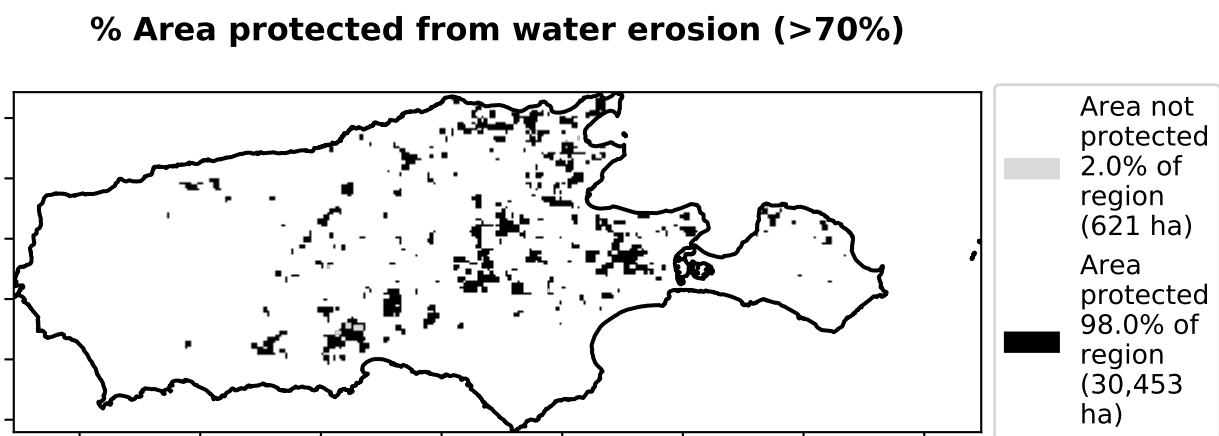 % Area protected from water erosion (>70%)
Area not
protected
2.0% of
region
(621 ha)
Area
protected
98.0% of
region
(30,453
ha)